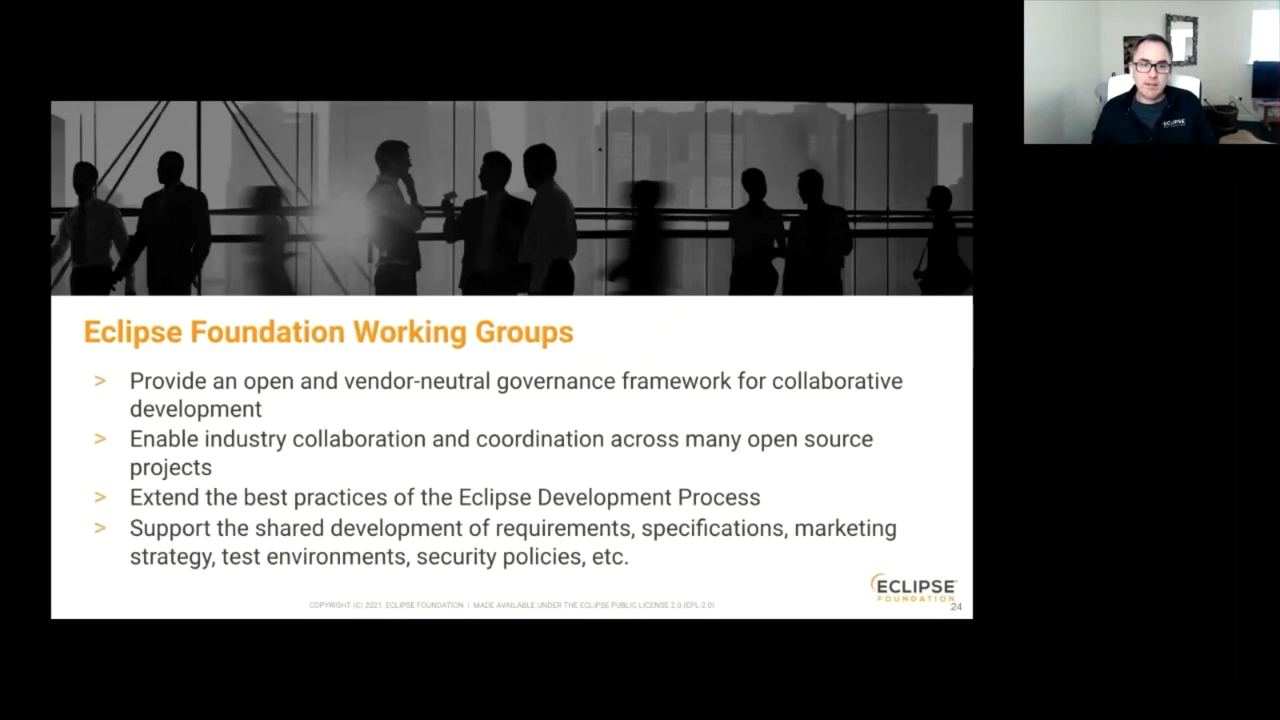 ECLIPSE
Eclipse Foundation Working Groups
> Provide an open and vendor-neutral governance framework for collaborative
development
> Enable industry collaboration and coordination across many open source
projects
> Extend the best practices of the Eclipse Development Process
> Support the shared development of requirements, specifications, marketing
strategy, test environments, security policies, etc.
ECLIPSE
FOUNDATION
COPYRIGHT (C) 2021, ECLIPSE FOUNDATION | MADE AVAILABLE UNDER THE ECLIPSE PUBLIC LICENSE 2.0 (EPL-2.0)
24